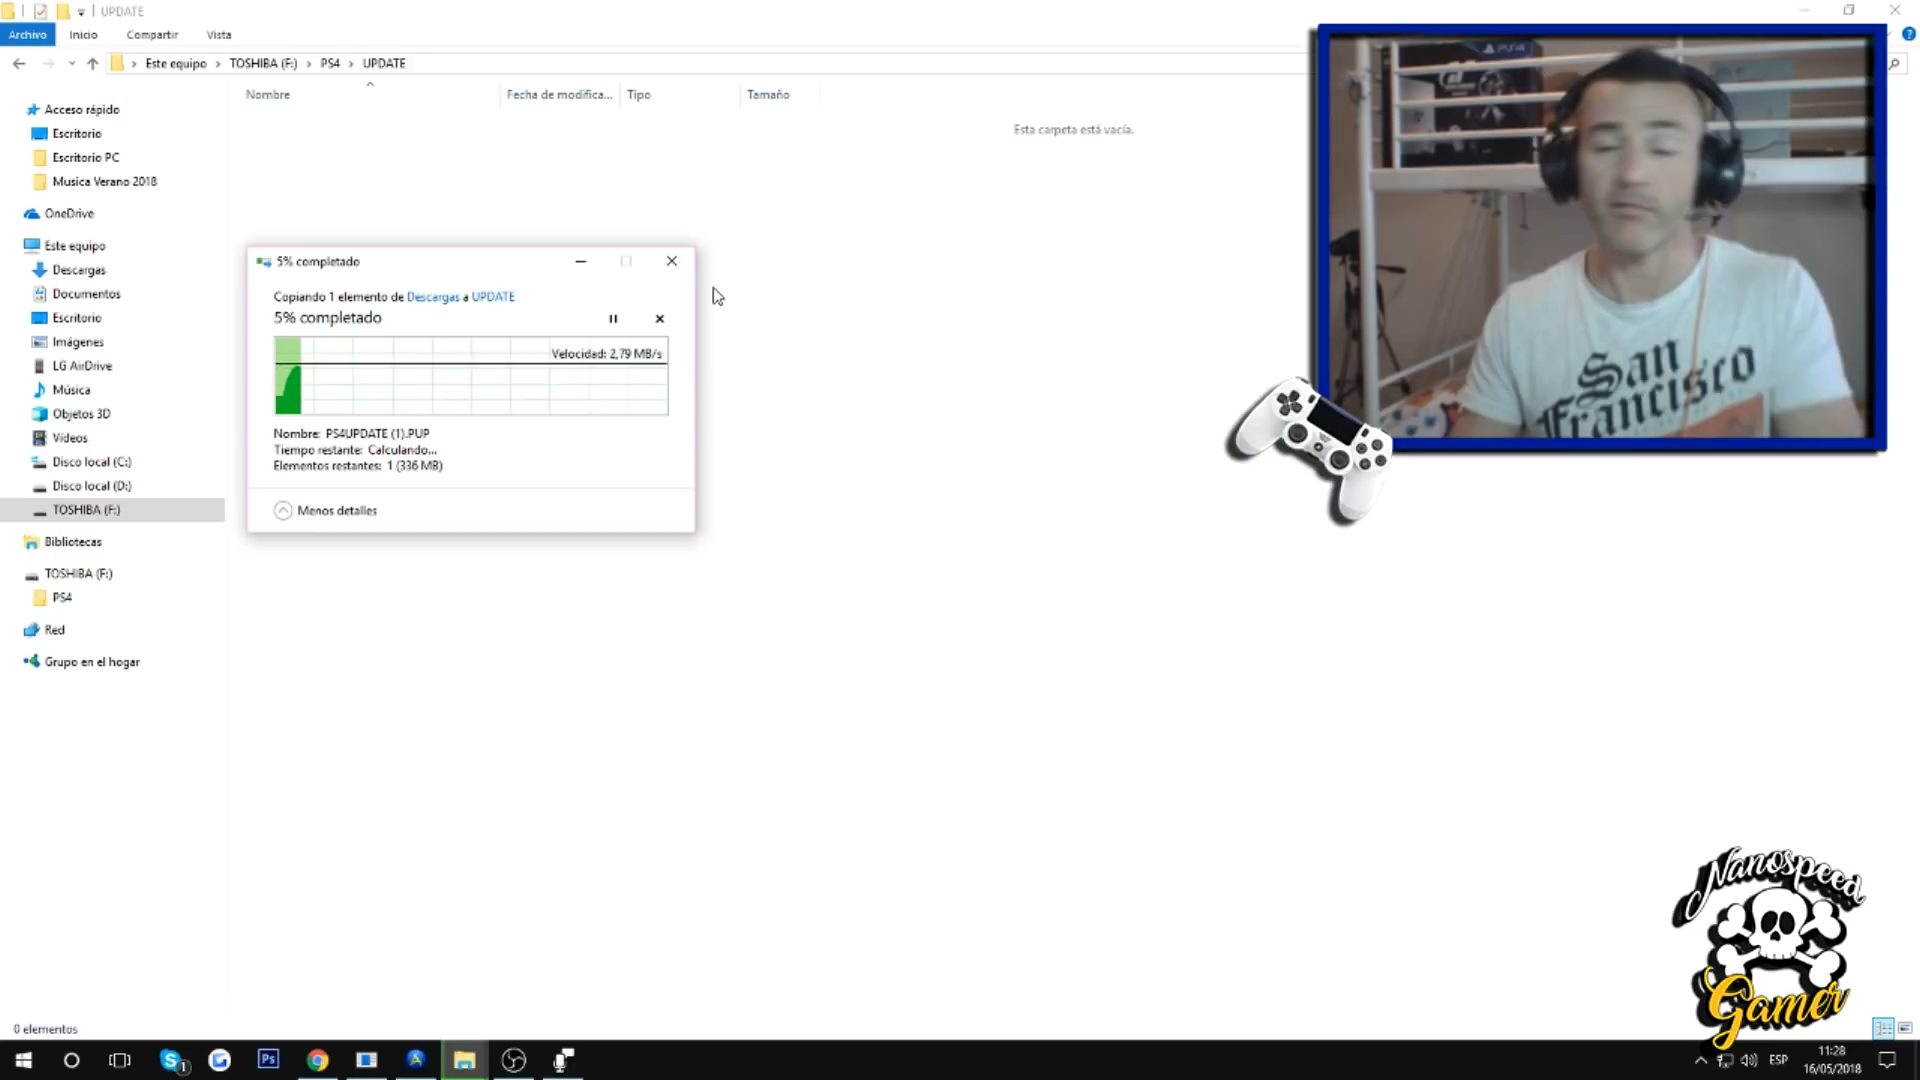 UPDATE
Archivo Inicio Compartir Vista
Este equipo > TOSHIBA (F:) > PS4 > UPDATE
Nombre Fecha de modifica... Tipo Tamaño
Esta carpeta está vacía.
Acceso rápido
Escritorio
Escritorio PC
Musica Verano 2018
OneDrive
Este equipo
Descargas
Documentos
Escritorio
Imágenes
LG AirDrive
Música
Objetos 3D
Vídeos
Disco local (C:)
Disco local (D:)
TOSHIBA (F:)
Bibliotecas
TOSHIBA (F:)
PS4
Red
Grupo en el hogar
5% completado
Copiando 1 elemento de Descargas a UPDATE
5% completado
Velocidad: 2,79 MB/s
Nombre: PS4UPDATE (1).PUP
Tiempo restante: Calculando...
Elementos restantes: 1 (336 MB)
Menos detalles
PS4
San
Francisco
Nanospeed
Gamer
0 elementos
Ps
1
ESP
11:28
16/05/2018